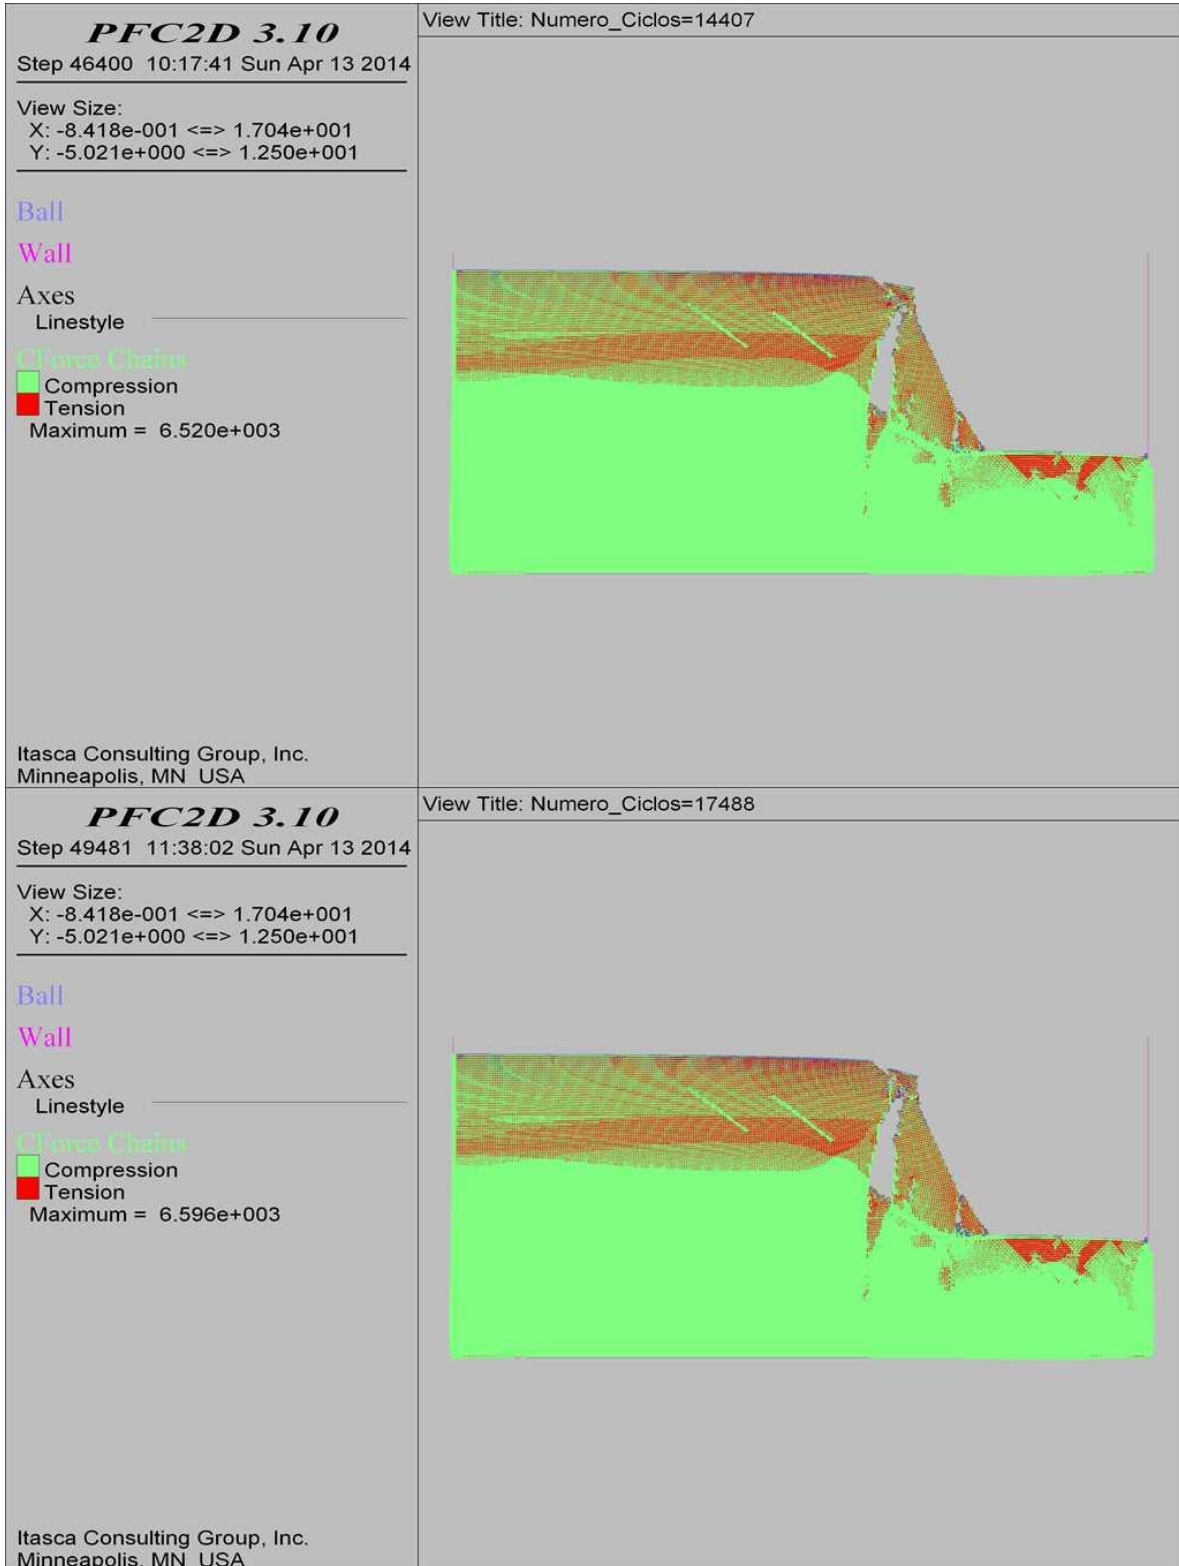 PFC2D 3.10
Step 46400  10:17:41 Sun Apr 13 2014
View Size:
X: -8.418e-001 <=> 1.704e+001
Y: -5.021e+000 <=> 1.250e+001
Ball
Wall
Axes
Linestyle
CForce Chains
Compression
Tension
Maximum =  6.520e+003
Itasca Consulting Group, Inc.
Minneapolis, MN  USA
View Title: Numero_Ciclos=14407
PFC2D 3.10
Step 49481  11:38:02 Sun Apr 13 2014
View Size:
X: -8.418e-001 <=> 1.704e+001
Y: -5.021e+000 <=> 1.250e+001
Ball
Wall
Axes
Linestyle
CForce Chains
Compression
Tension
Maximum =  6.596e+003
Itasca Consulting Group, Inc.
Minneapolis, MN  USA
View Title: Numero_Ciclos=17488